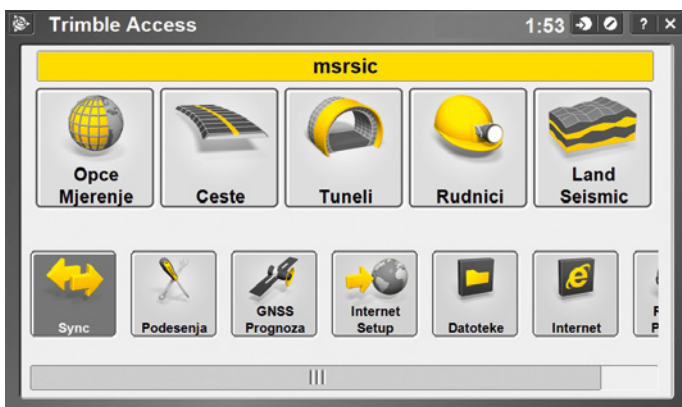 Trimble Access
1:53
?
×
msrsic
Opce
Mjerenje
Ceste
Tuneli
Rudnici
Land
Seismic
Sync
Podesenja
GNSS
Prognoza
Internet
Setup
Datoteke
Internet